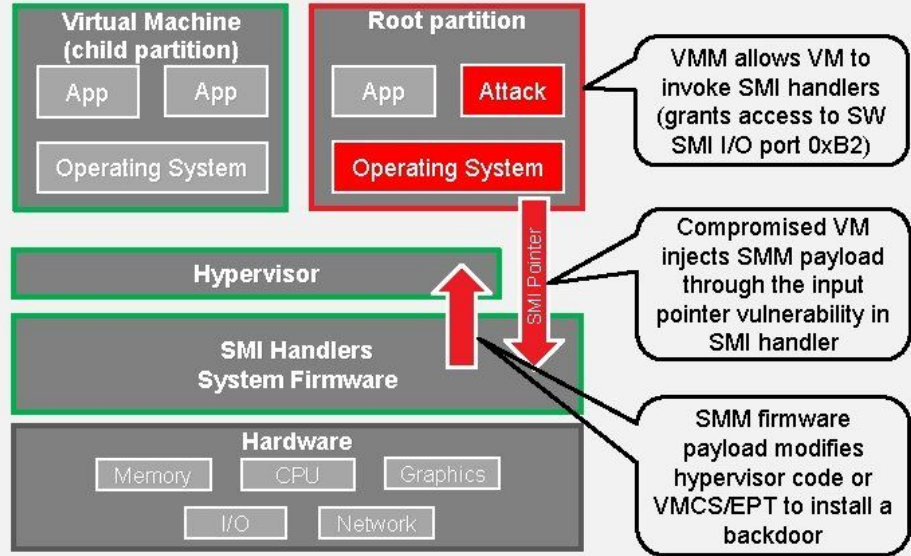 Virtual Machine
(child partition)
App
App
Operating System
Root partition
App
Attack
Operating System
VMM allows VM to
invoke SMI handlers
(grants access to SW
SMI I/O port 0xB2)
SMI Pointer
Compromised VM
injects SMM payload
through the input
pointer vulnerability in
SMI handler
Hypervisor
SMI Handlers
System Firmware
SMM firmware
payload modifies
hypervisor code or
VMCS/EPT to install a
backdoor
Hardware
Memory
CPU
Graphics
I/O
Network